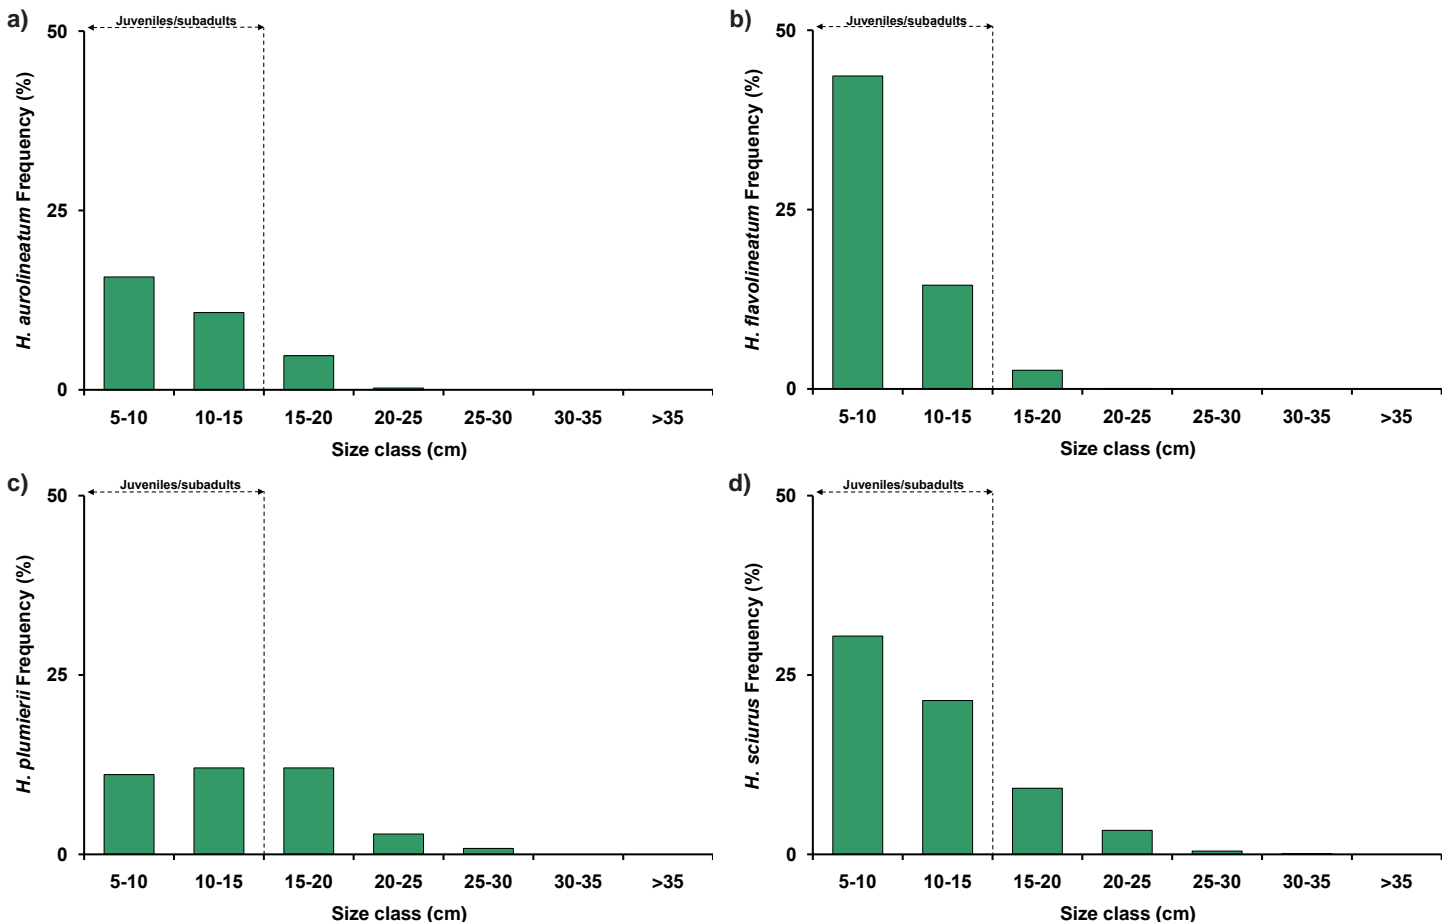 a)
Juveniles/subadults
50
25
0
H. aurolineatum Frequency (%)
5-10 10-15 15-20 20-25 25-30 30-35 >35
Size class (cm)
b)
Juveniles/subadults
50
25
0
H. flavolineatum Frequency (%)
5-10 10-15 15-20 20-25 25-30 30-35 >35
Size class (cm)
c)
Juveniles/subadults
50
25
0
H. plumierii Frequency (%)
5-10 10-15 15-20 20-25 25-30 30-35 >35
Size class (cm)
d)
Juveniles/subadults
50
25
0
H. sciurus Frequency (%)
5-10 10-15 15-20 20-25 25-30 30-35 >35
Size class (cm)